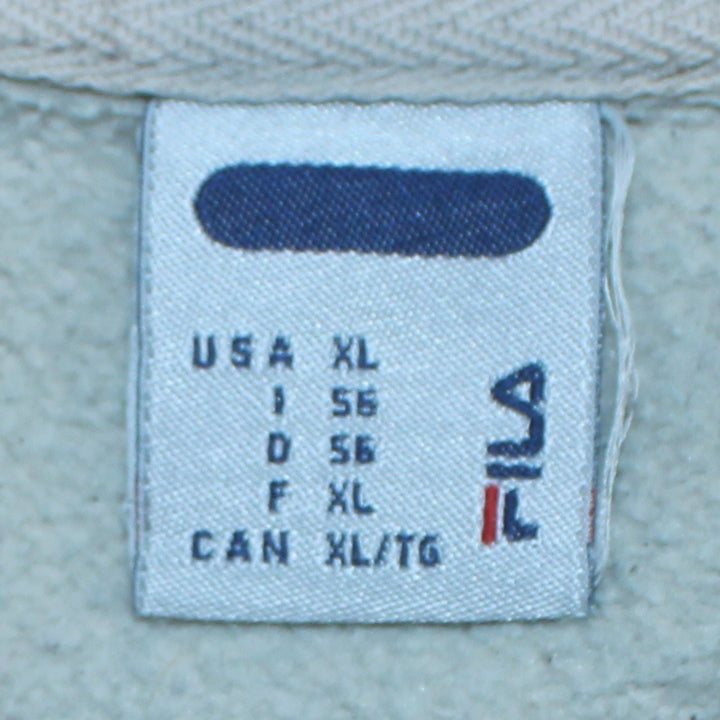 USA XL
I 56
D 56
F XL
CAN XL/TG
FILA